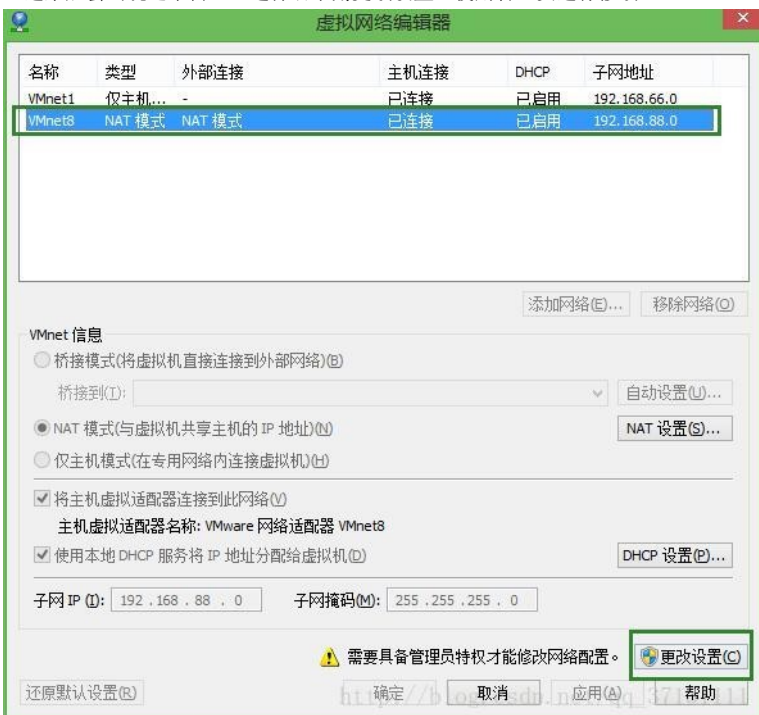 虚拟网络编辑器
名称 类型 外部连接 主机连接 DHCP 子网地址
VMnet1 仅主机... - 已连接 已启用 192.168.66.0
VMnet8 NAT 模式 NAT 模式 已连接 已启用 192.168.88.0
添加网络(E)... 移除网络(O)
VMnet 信息
桥接模式(将虚拟机直接连接到外部网络)(B)
桥接到(I): 自动设置(U)...
NAT 模式(与虚拟机共享主机的 IP 地址)(N) NAT 设置(S)...
仅主机模式(在专用网络内连接虚拟机)(H)
将主机虚拟适配器连接到此网络(V)
主机虚拟适配器名称: VMware 网络适配器 VMnet8
使用本地 DHCP 服务将 IP 地址分配给虚拟机(D) DHCP 设置(P)...
子网 IP (I): 192 .168 . 88 . 0 子网掩码(M): 255 .255 .255 . 0
需要具备管理员特权才能修改网络配置。 更改设置(C)
还原默认设置(R) 确定 取消 应用(A) 帮助